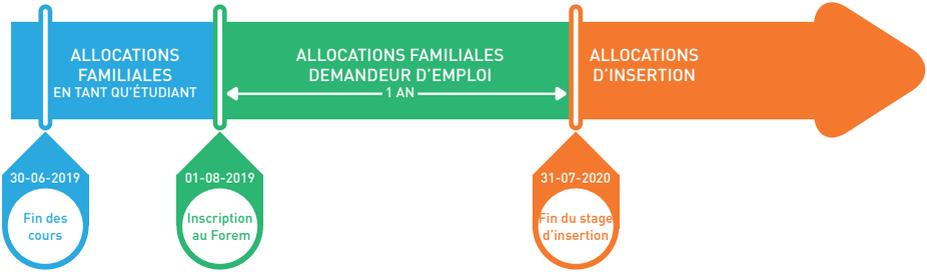 ALLOCATIONS
FAMILIALES
EN TANT QU'ÉTUDIANT
ALLOCATIONS FAMILIALES
DEMANDEUR D'EMPLOI
1 AN
ALLOCATIONS
D'INSERTION
30-06-2019
Fin des
cours
01-08-2019
Inscription
au Forem
31-07-2020
Fin du stage
d'insertion